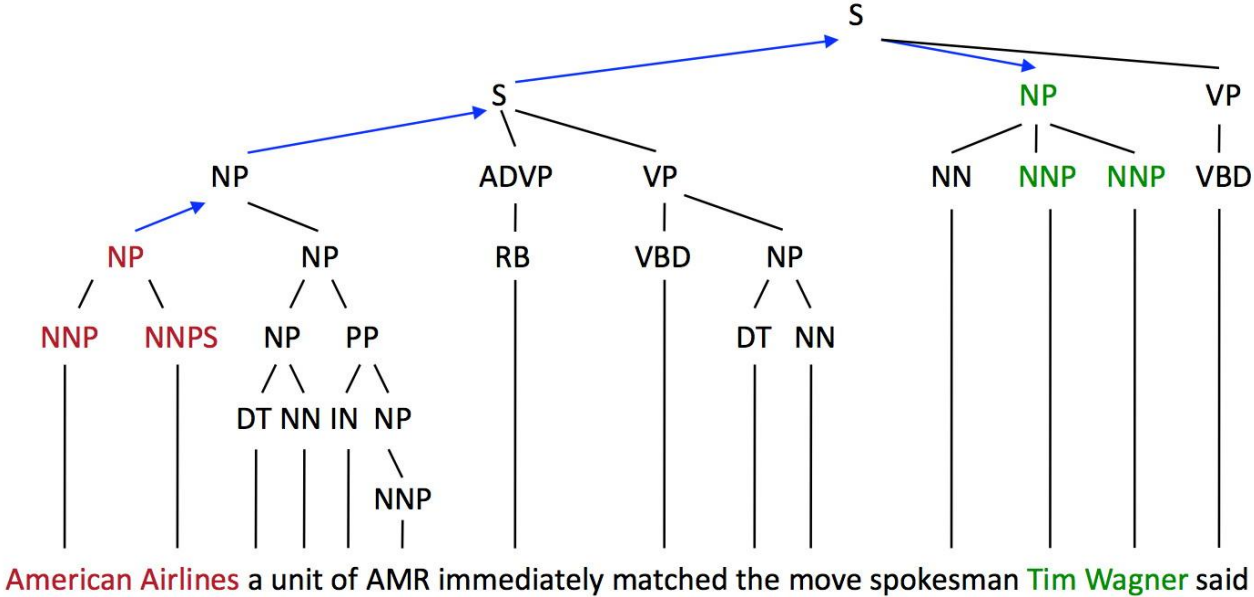 S
S NP VP
NP ADVP VP NN NNP NNP VBD
NP NP RB VBD NP
NNP NNPS NP PP DT NN
DT NN IN NP
NNP
American Airlines a unit of AMR immediately matched the move spokesman Tim Wagner said